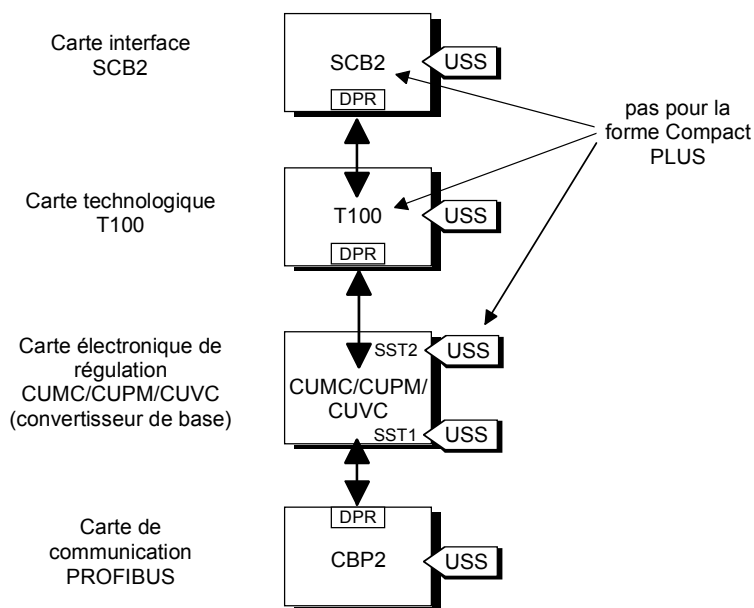 Carte interface
SCB2
SCB2
USS
DPR
pas pour la
forme Compact
PLUS
Carte technologique
T100
T100
USS
DPR
Carte électronique de
régulation
CUMC/CUPM/CUVC
(convertisseur de base)
SST2
USS
CUMC/CUPM/
CUVC
SST1
USS
Carte de
communication
PROFIBUS
DPR
CBP2
USS